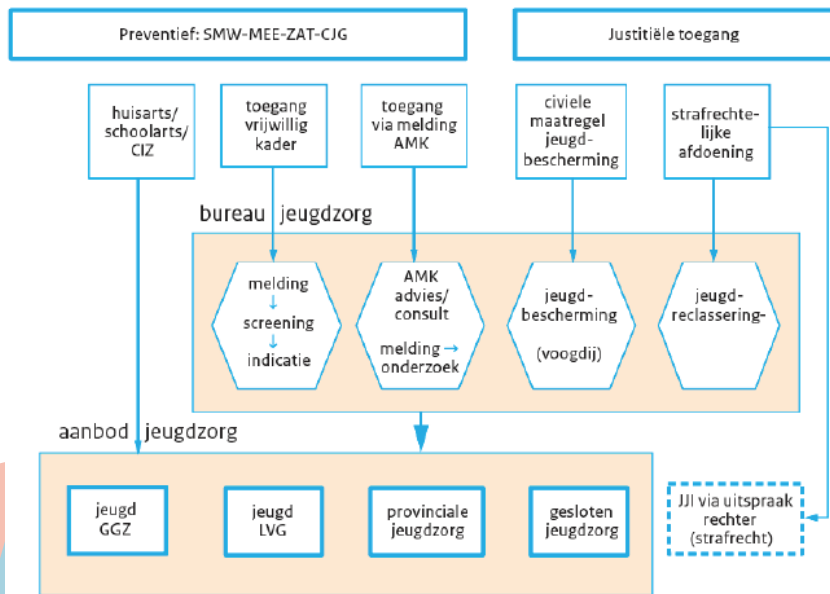 Preventief: SMW-MEE-ZAT-CJG
Justitiële toegang
huisarts/
schoolarts/
CIZ
toegang
vrijwillig
kader
toegang
via melding
AMK
civiele
maatregel
jeugd-
bescherming
strafrechte-
lijke
afdoening
bureau jeugdzorg
melding
↓
screening
↓
indicatie
AMK
advies/
consult
melding →
onderzoek
jeugd-
bescherming
(voogdij)
jeugd-
reclassering-
aanbod jeugdzorg
jeugd
GGZ
jeugd
LVG
provinciale
jeugdzorg
gesloten
jeugdzorg
JJI via uitspraak
rechter
(strafrecht)